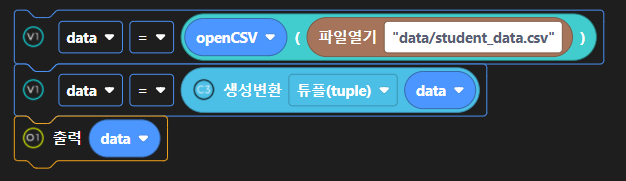 V1 data = openCSV ( 파일열기 "data/student_data.csv" )
V1 data = C3 생성변환 튜플(tuple) data
O1 출력 data